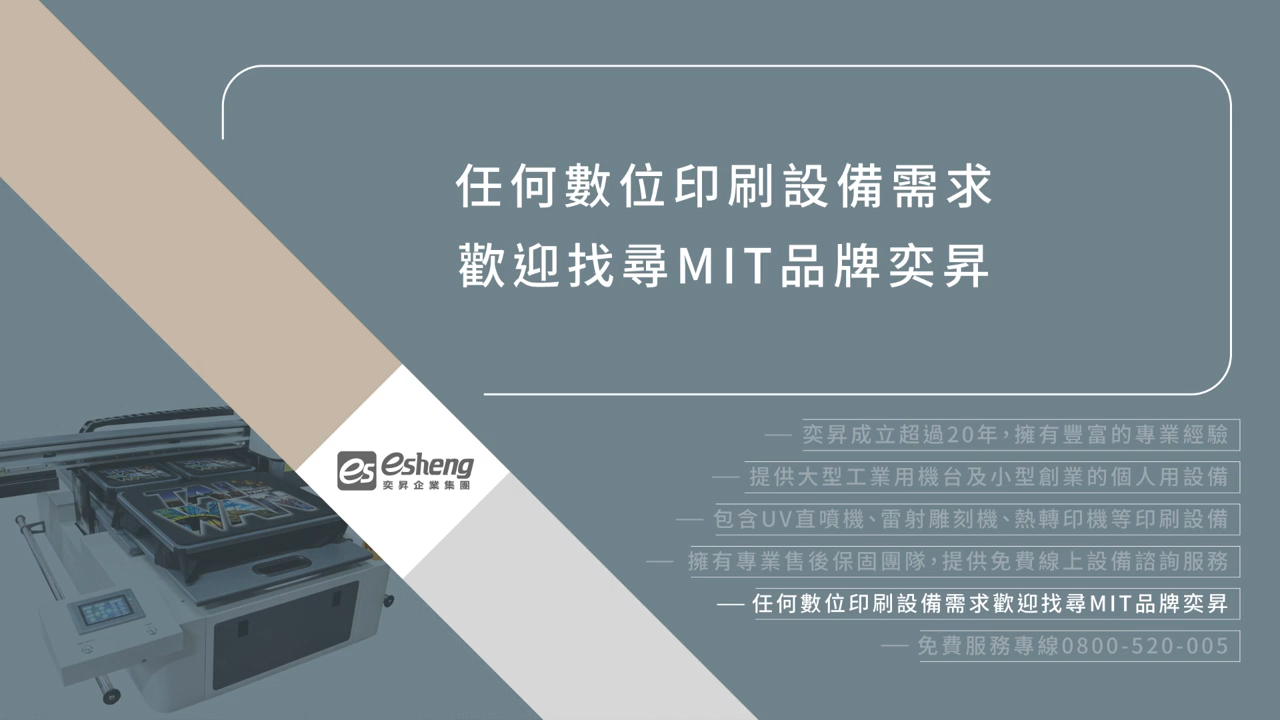 任何數位印刷設備需求
歡迎找尋MIT品牌奕昇
奕昇成立超過20年，擁有豐富的專業經驗
提供大型工業用機台及小型創業的個人用設備
包含UV直噴機、雷射雕刻機、熱轉印機等印刷設備
擁有專業售後保固團隊，提供免費線上設備諮詢服務
任何數位印刷設備需求歡迎找尋MIT品牌奕昇
免費服務專線0800-520-005
es esheng
奕昇企業集團
TAIWAN